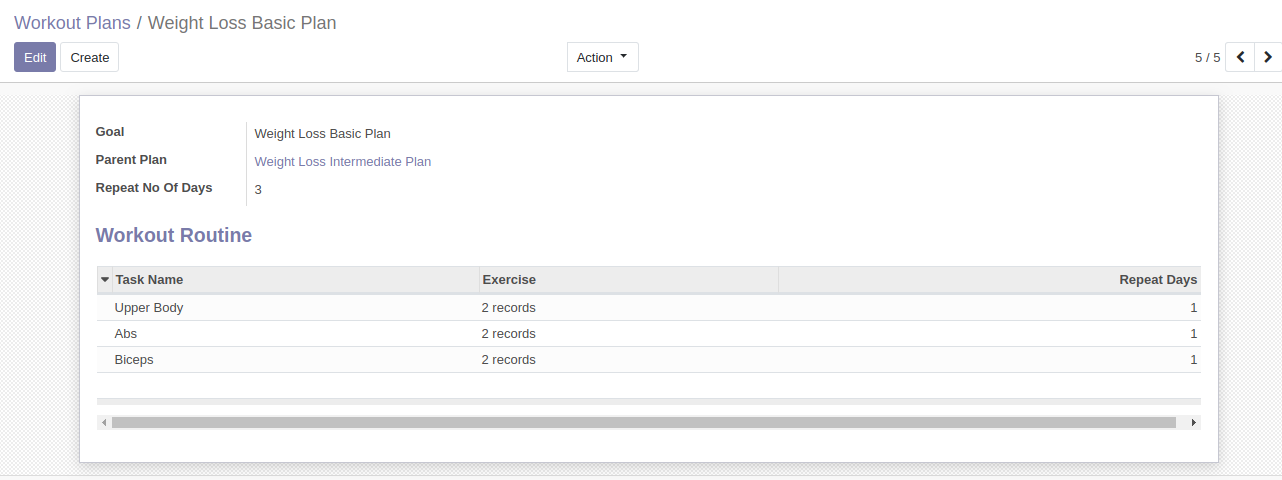 Workout Plans / Weight Loss Basic Plan
Edit Create Action 5 / 5
Goal Weight Loss Basic Plan
Parent Plan Weight Loss Intermediate Plan
Repeat No Of Days 3
Workout Routine
Task Name Exercise Repeat Days
Upper Body 2 records 1
Abs 2 records 1
Biceps 2 records 1